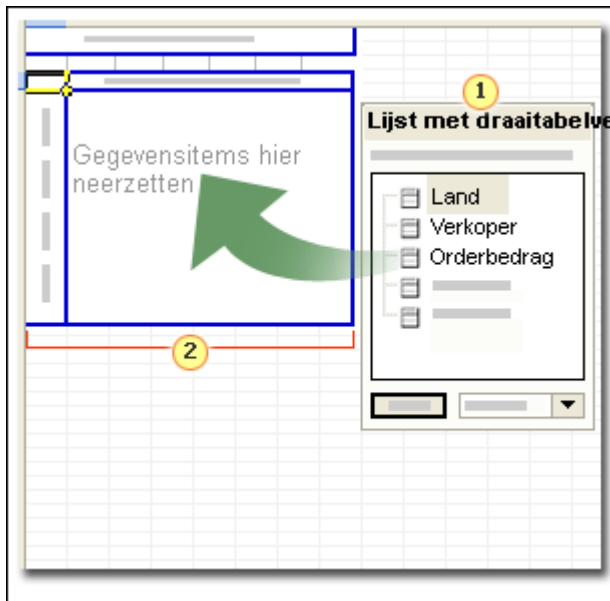 1
Lijst met draaitabelve
Gegevensitems hier
neerzetten
Land
Verkoper
Orderbedrag
2